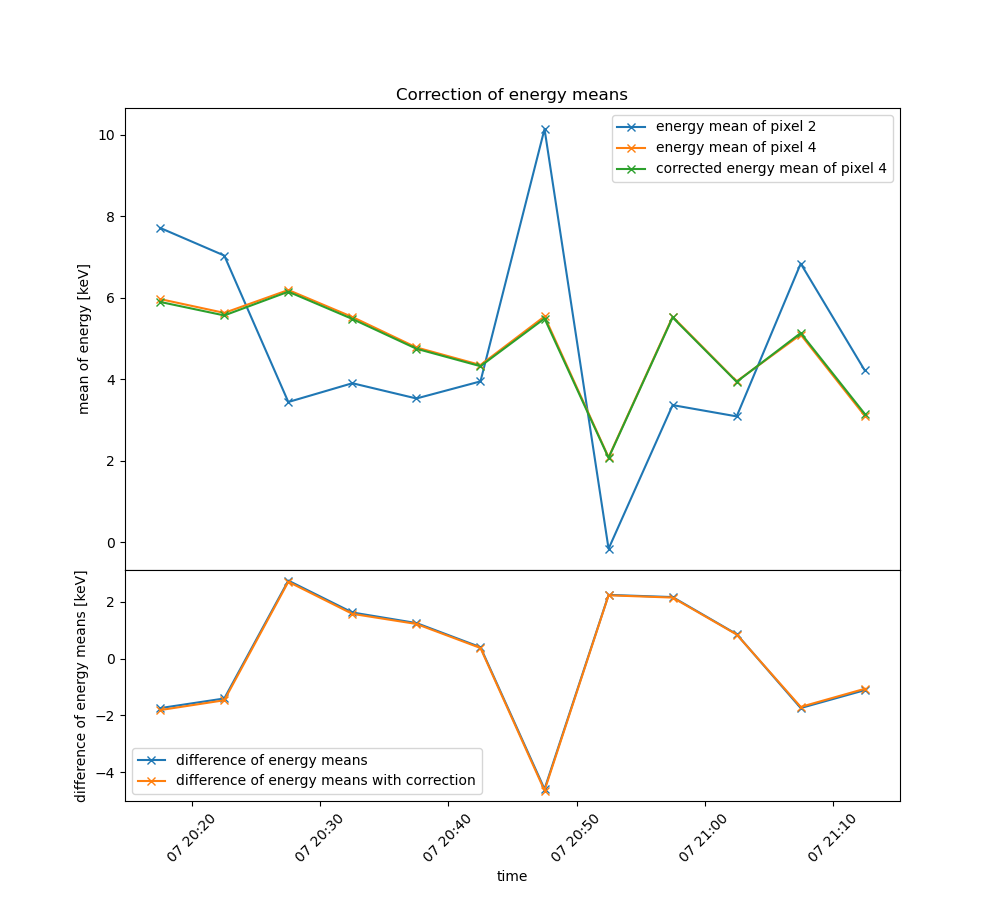 Correction of energy means
energy mean of pixel 2
energy mean of pixel 4
corrected energy mean of pixel 4
mean of energy [keV]
10
8
6
4
2
0
difference of energy means [keV]
2
0
−2
−4
difference of energy means
difference of energy means with correction
07 20:20
07 20:30
07 20:40
07 20:50
07 21:00
07 21:10
time